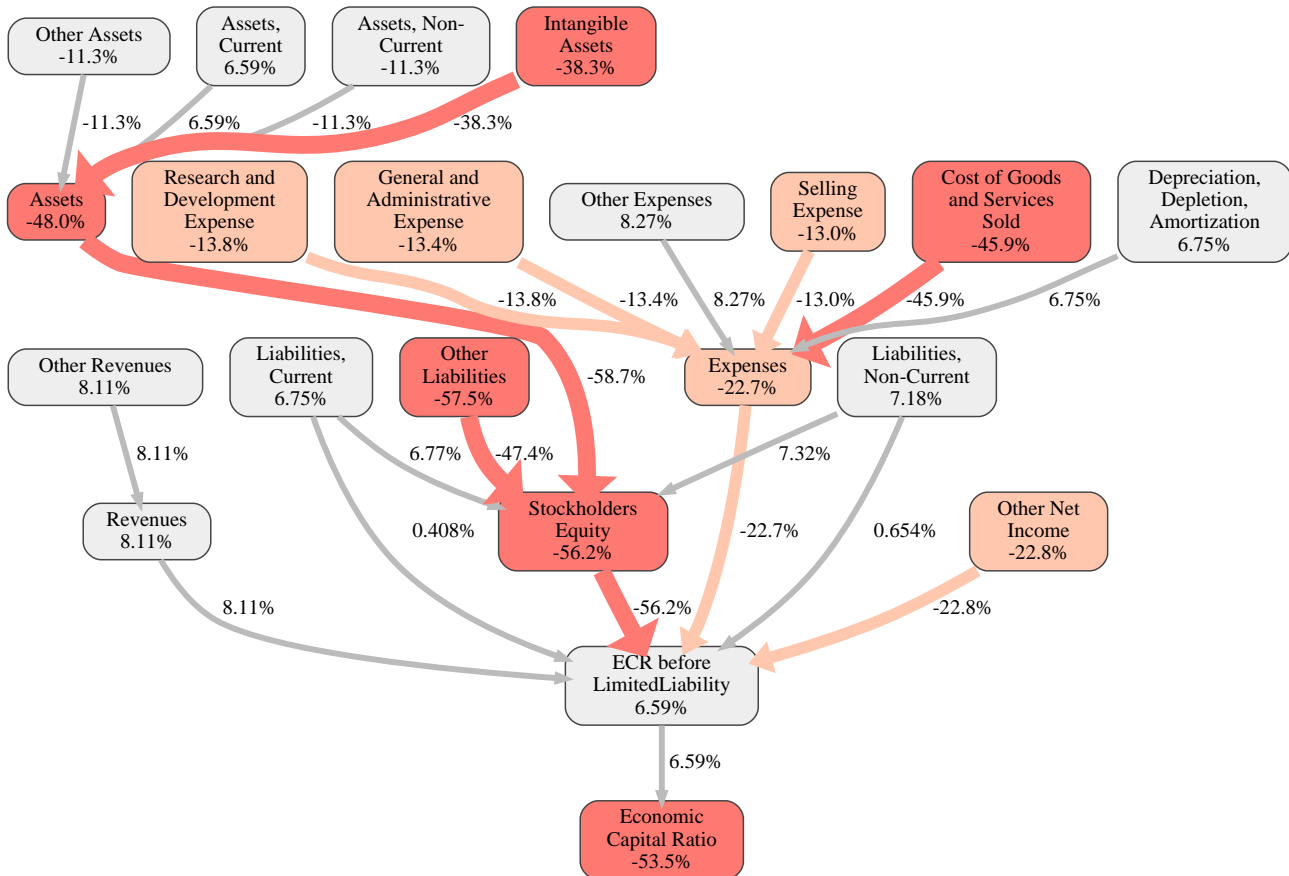 Other Assets
-11.3%
Assets,
Current
6.59%
Assets, Non-
Current
-11.3%
Intangible
Assets
-38.3%
-11.3%
6.59%
-11.3%
-38.3%
Assets
-48.0%
Research and
Development
Expense
-13.8%
General and
Administrative
Expense
-13.4%
Other Expenses
8.27%
Selling
Expense
-13.0%
Cost of Goods
and Services
Sold
-45.9%
Depreciation,
Depletion,
Amortization
6.75%
-13.8%
-13.4%
8.27%
-13.0%
-45.9%
6.75%
Other Revenues
8.11%
Liabilities,
Current
6.75%
Other
Liabilities
-57.5%
-58.7%
Expenses
-22.7%
Liabilities,
Non-Current
7.18%
8.11%
6.77%
-47.4%
7.32%
Revenues
8.11%
0.408%
Stockholders
Equity
-56.2%
-22.7%
0.654%
Other Net
Income
-22.8%
8.11%
-56.2%
-22.8%
ECR before
LimitedLiability
6.59%
6.59%
Economic
Capital Ratio
-53.5%